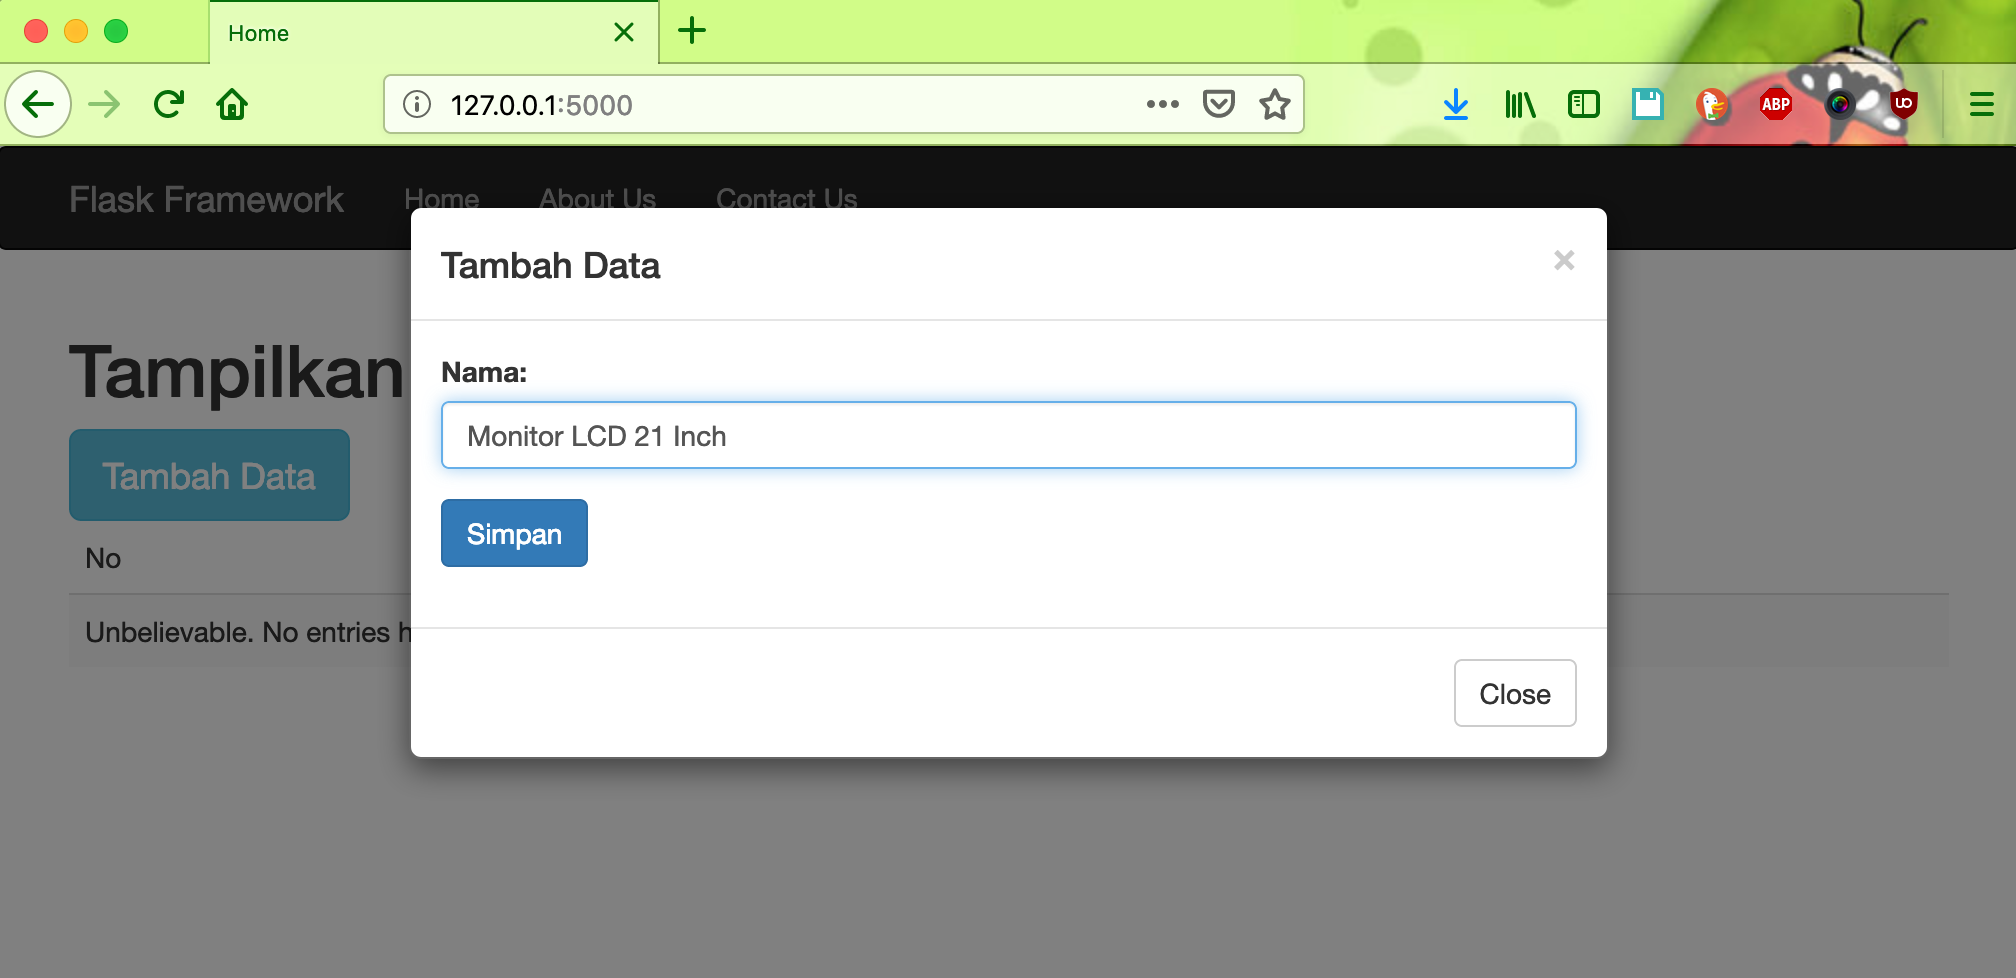 Home
127.0.0.1:5000
ABP
Flask Framework
Home
About Us
Contact Us
Tambah Data
×
Nama:
Monitor LCD 21 Inch
Simpan
Close
Tampilkan
Tambah Data
No
Unbelievable. No entries